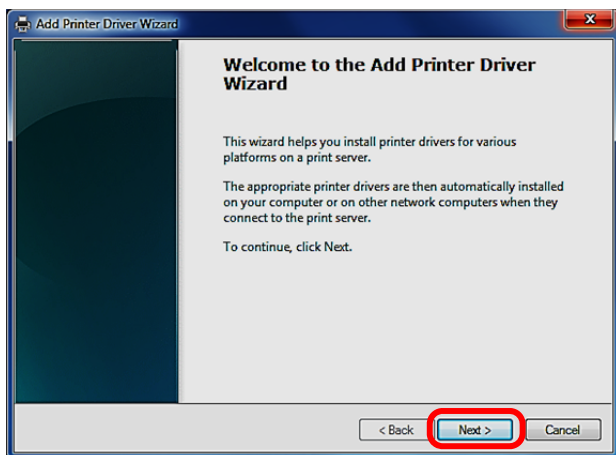 Add Printer Driver Wizard
Welcome to the Add Printer Driver
Wizard
This wizard helps you install printer drivers for various
platforms on a print server.
The appropriate printer drivers are then automatically installed
on your computer or on other network computers when they
connect to the print server.
To continue, click Next.
< Back Next > Cancel